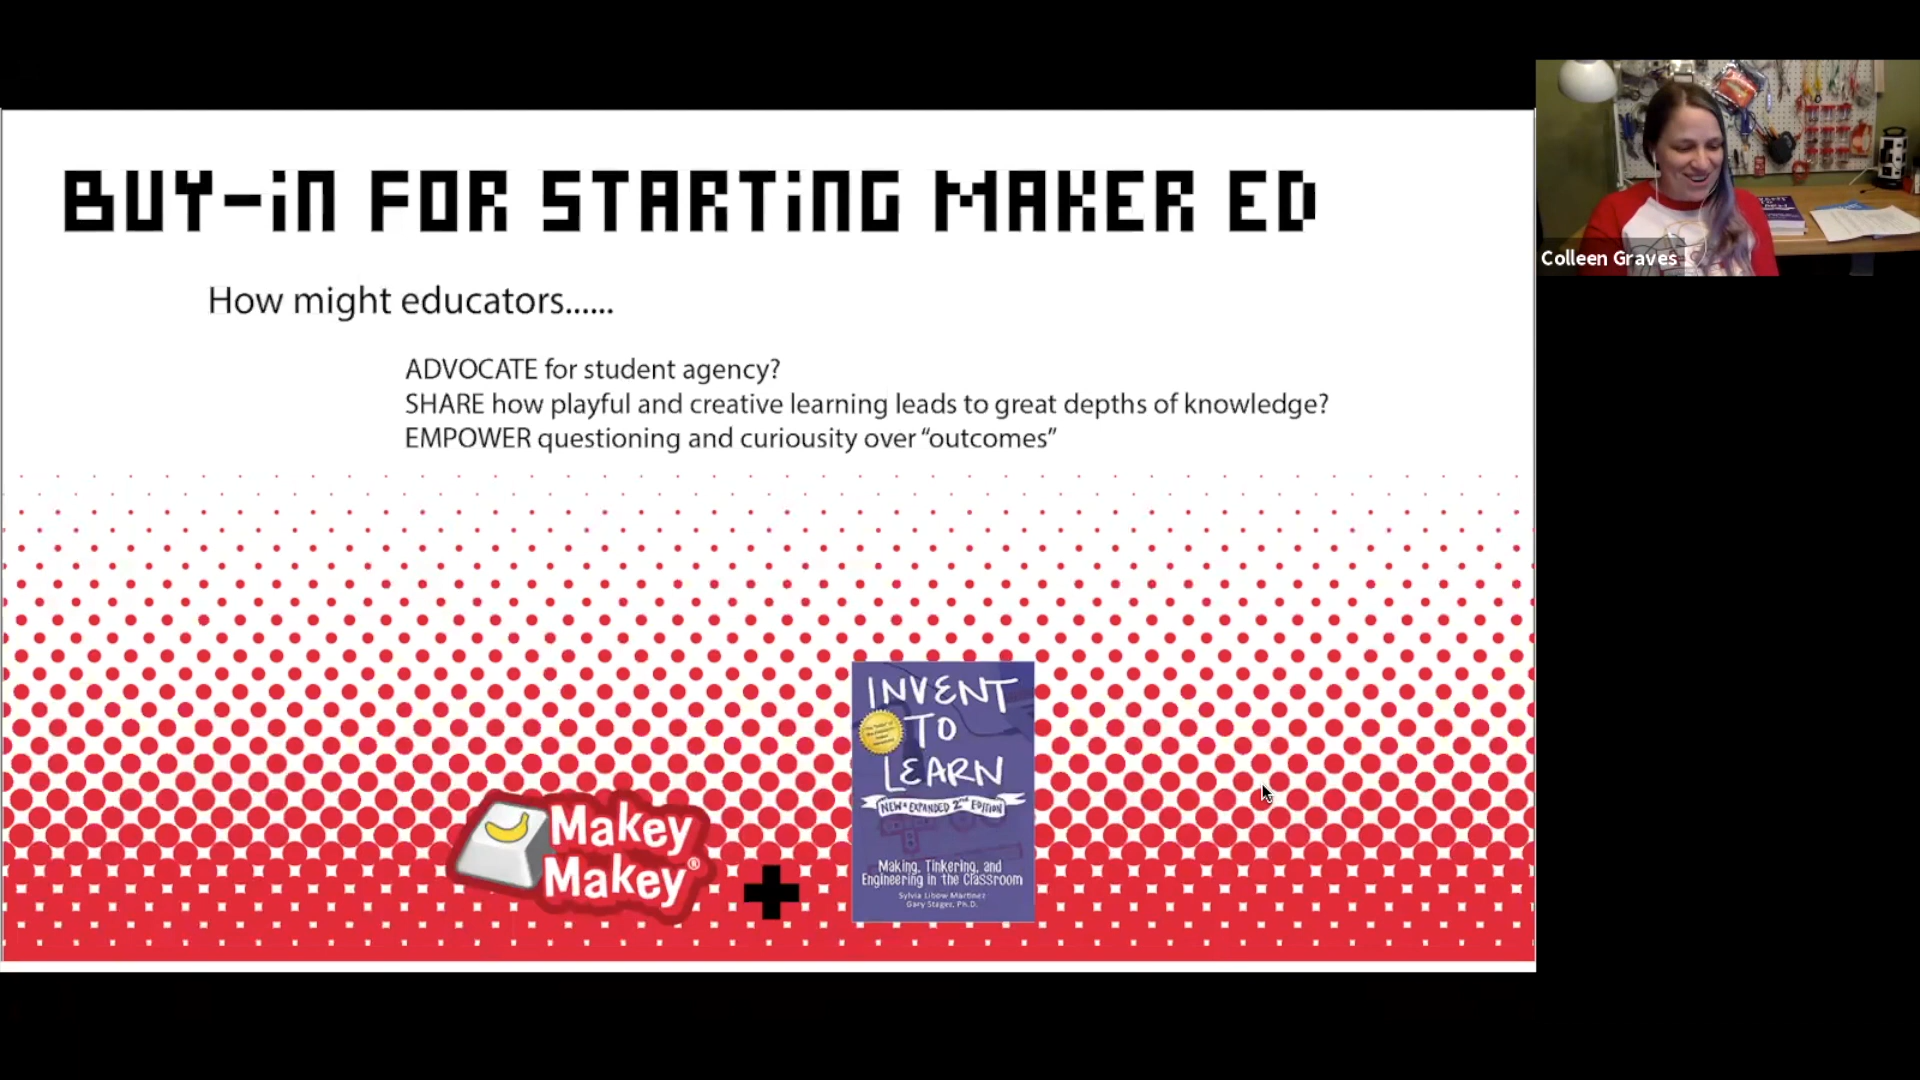 BUY-iN FOR STARTiNG MAKER ED
How might educators......
ADVOCATE for student agency?
SHARE how playful and creative learning leads to great depths of knowledge?
EMPOWER questioning and curiousity over “outcomes”
Makey
Makey®
INVENT
TO
LEARN
NEW & EXPANDED 2nd EDITION
Making, Tinkering, and
Engineering in the Classroom
Sylvia Libow Martinez
Gary Stager, Ph.D.
Colleen Graves